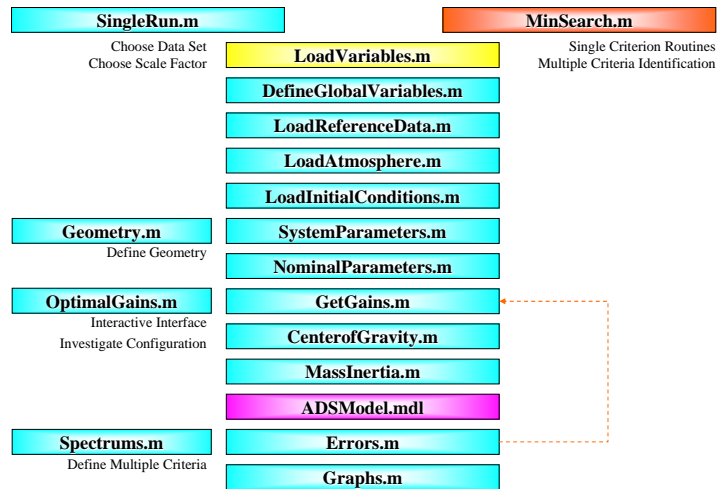 SingleRun.m
MinSearch.m
Choose Data Set
Choose Scale Factor
Single Criterion Routines
Multiple Criteria Identification
LoadVariables.m
DefineGlobalVariables.m
LoadReferenceData.m
LoadAtmosphere.m
LoadInitialConditions.m
Geometry.m
SystemParameters.m
Define Geometry
NominalParameters.m
OptimalGains.m
GetGains.m
Interactive Interface
Investigate Configuration
CenterofGravity.m
MassInertia.m
ADSModel.mdl
Spectrums.m
Errors.m
Define Multiple Criteria
Graphs.m